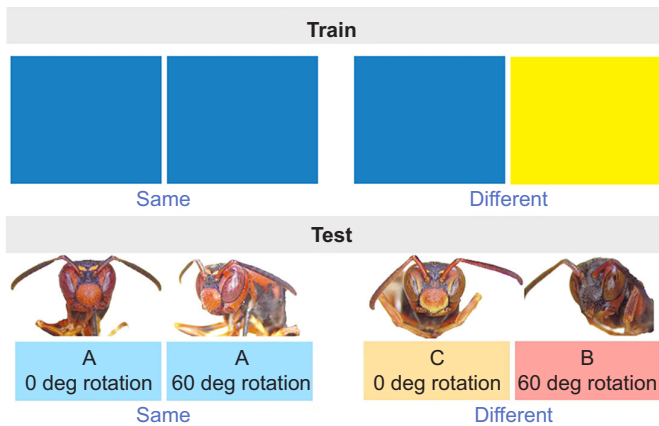 Train
Same
Different
Test
A
0 deg rotation
A
60 deg rotation
C
0 deg rotation
B
60 deg rotation
Same
Different